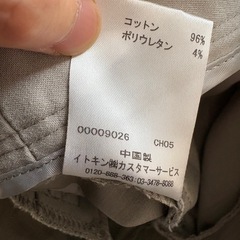 コットン 96%
ポリウレタン 4%
00009026 CH05
中国製
イトキン㈱カスタマーサービス
0120-888-363 03-3478-8088